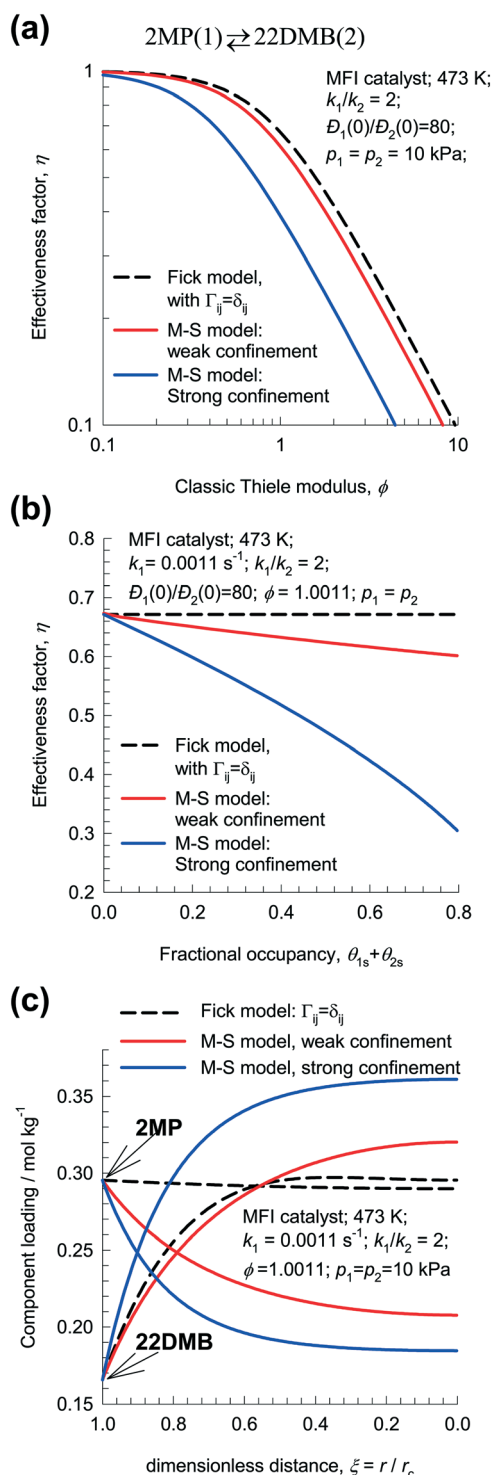 (a)
2MP(1)⇄22DMB(2)
MFI catalyst; 473 K;
k1/k2 = 2;
Đ1(0)/Đ2(0)=80;
p1 = p2 = 10 kPa;
Fick model,
with Γij=δij
M-S model:
weak confinement
M-S model:
Strong confinement
Effectiveness factor, η
1
0.1
0.1
1
10
Classic Thiele modulus, ϕ
(b)
MFI catalyst; 473 K;
k1= 0.0011 s-1; k1/k2 = 2;
Đ1(0)/Đ2(0)=80; ϕ = 1.0011; p1 = p2
Fick model,
with Γij=δij
M-S model:
weak confinement
M-S model:
Strong confinement
Effectiveness factor, η
0.8
0.7
0.6
0.5
0.4
0.3
0.2
0.0
0.2
0.4
0.6
0.8
Fractional occupancy, θ1s+θ2s
(c)
Fick model: Γij=δij
M-S model, weak confinement
M-S model, strong confinement
2MP
MFI catalyst; 473 K;
k1 = 0.0011 s-1; k1/k2 = 2;
ϕ=1.0011; p1=p2=10 kPa
22DMB
Component loading / mol kg-1
0.35
0.30
0.25
0.20
0.15
1.0
0.8
0.6
0.4
0.2
0.0
dimensionless distance, ξ = r / rc